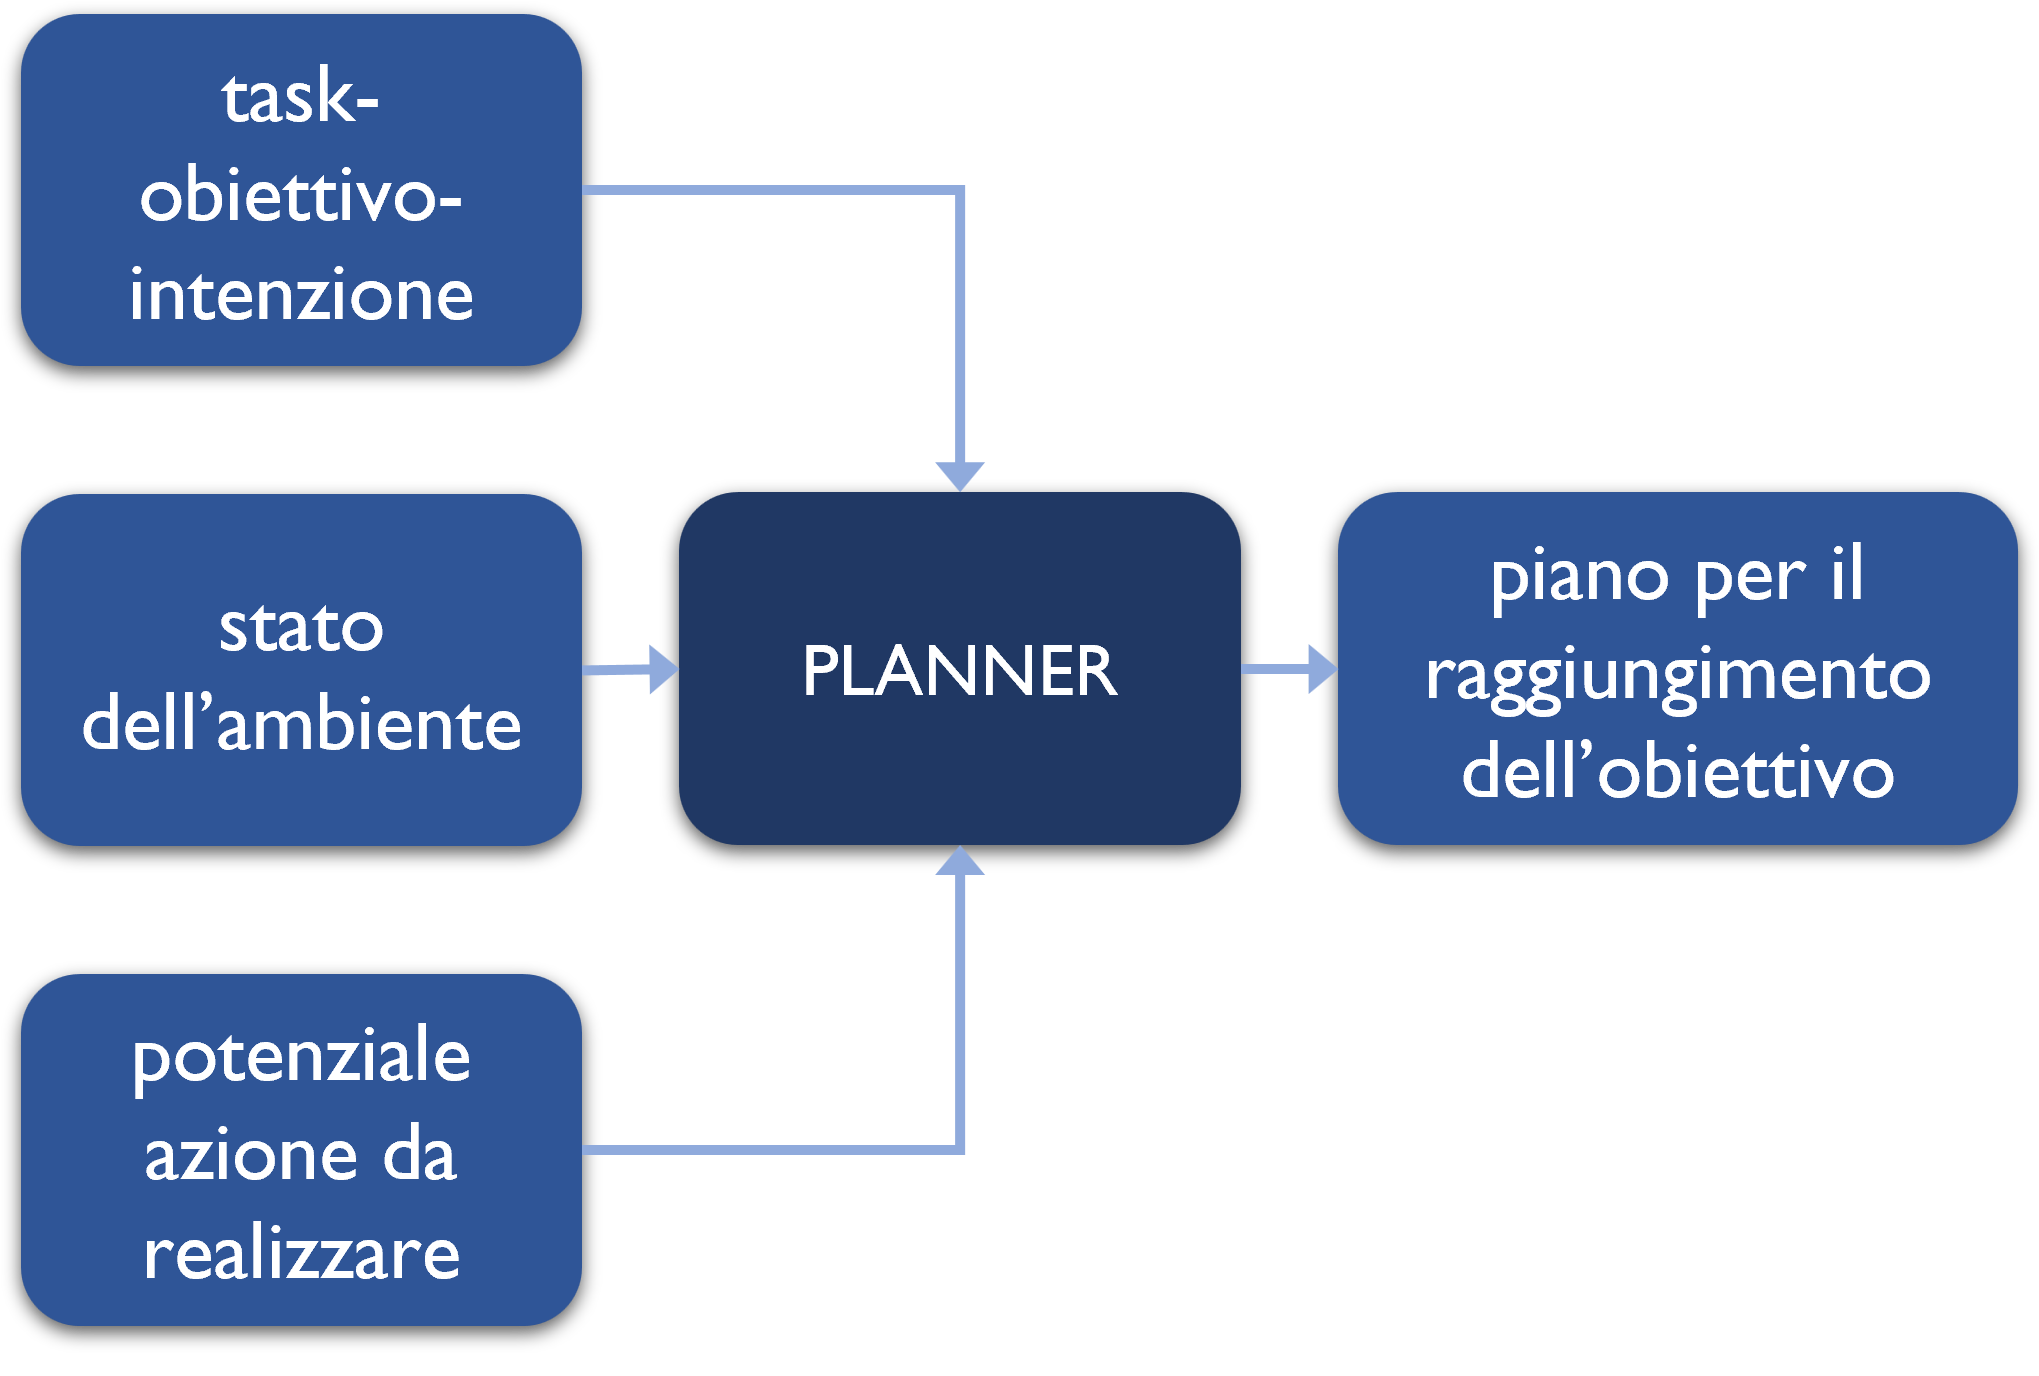 task-
obiettivo-
intenzione
stato
dell’ambiente
PLANNER
piano per il
raggiungimento
dell’obiettivo
potenziale
azione da
realizzare